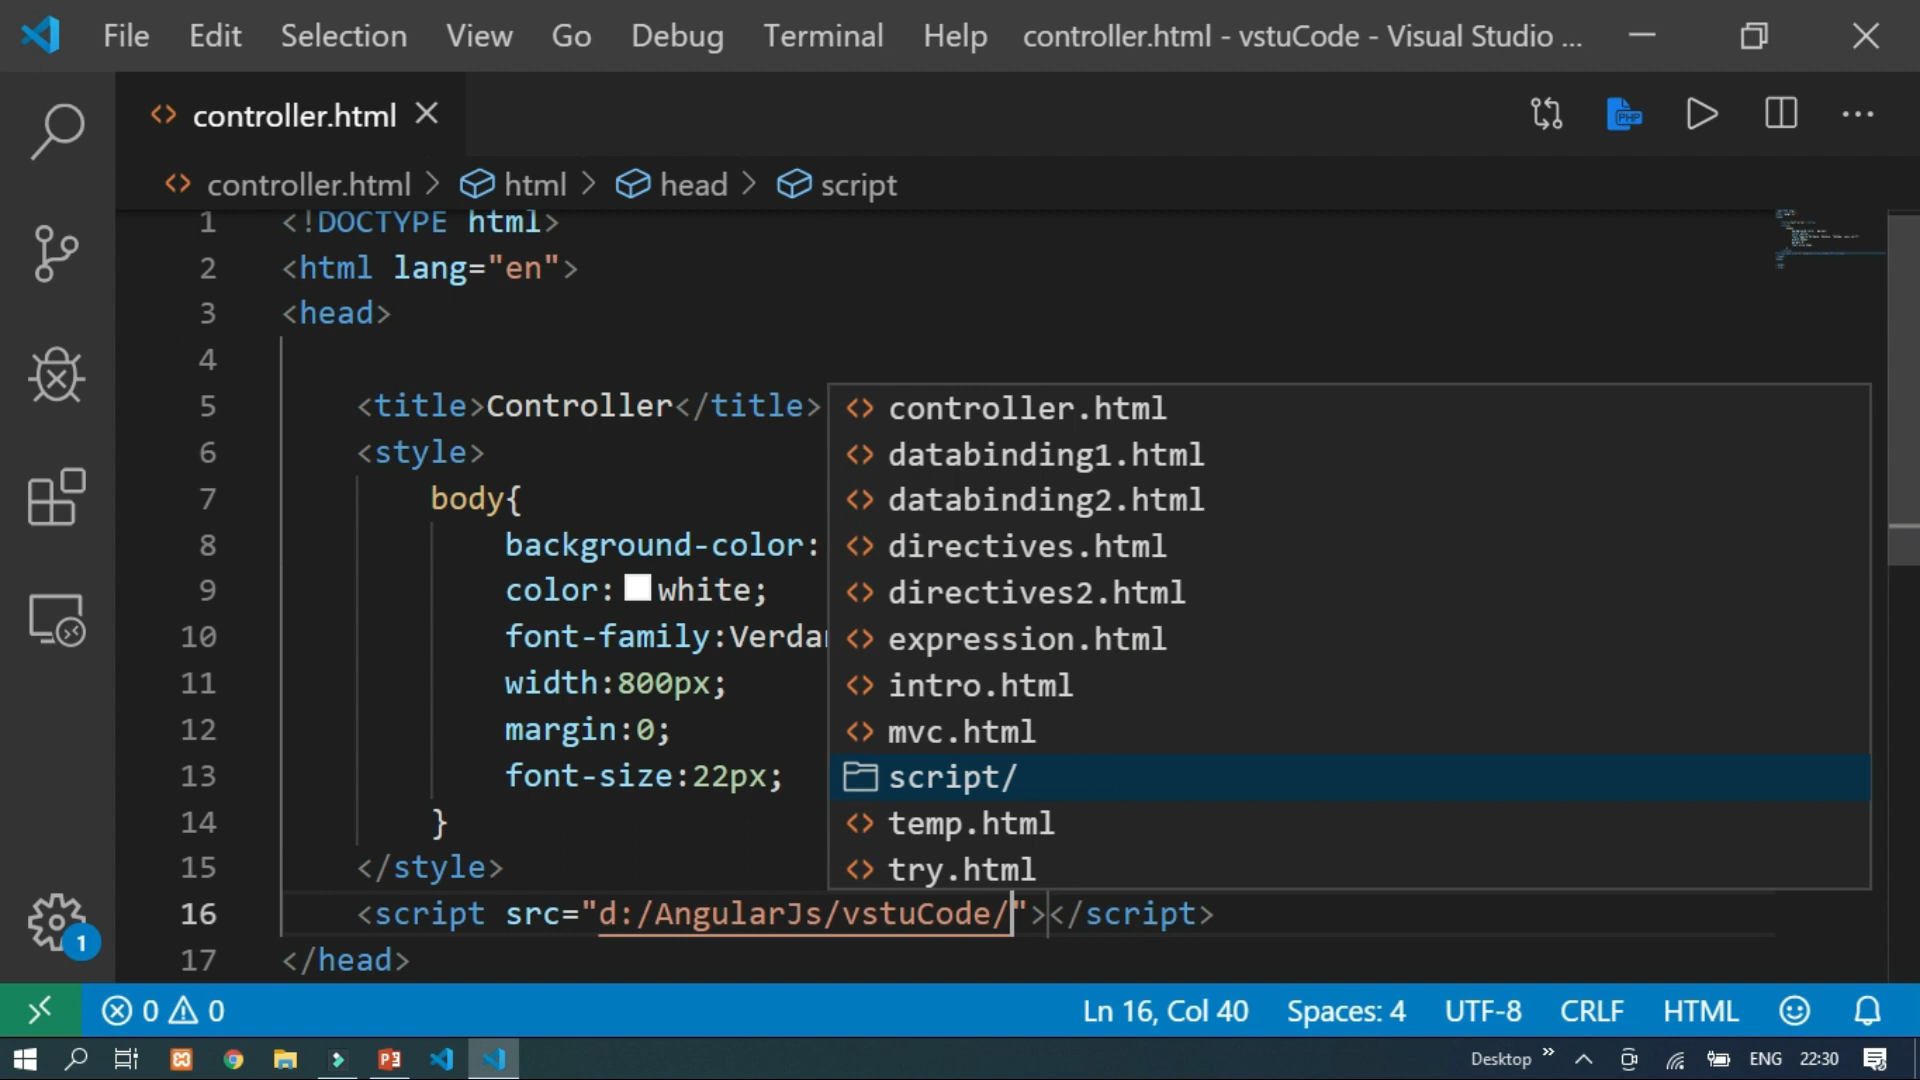 File Edit Selection View Go Debug Terminal Help controller.html - vstuCode - Visual Studio ...
controller.html
PHP
controller.html > html > head > script
1 <!DOCTYPE html>
2 <html lang="en">
3 <head>
4
5 <title>Controller</title>
6 <style>
7 body{
8 background-color:
9 color: white;
10 font-family:Verda
11 width:800px;
12 margin:0;
13 font-size:22px;
14 }
15 </style>
16 <script src="d:/AngularJs/vstuCode/"></script>
17 </head>
controller.html
databinding1.html
databinding2.html
directives.html
directives2.html
expression.html
intro.html
mvc.html
script/
temp.html
try.html
1
0 0 Ln 16, Col 40 Spaces: 4 UTF-8 CRLF HTML
Desktop » ENG 22:30